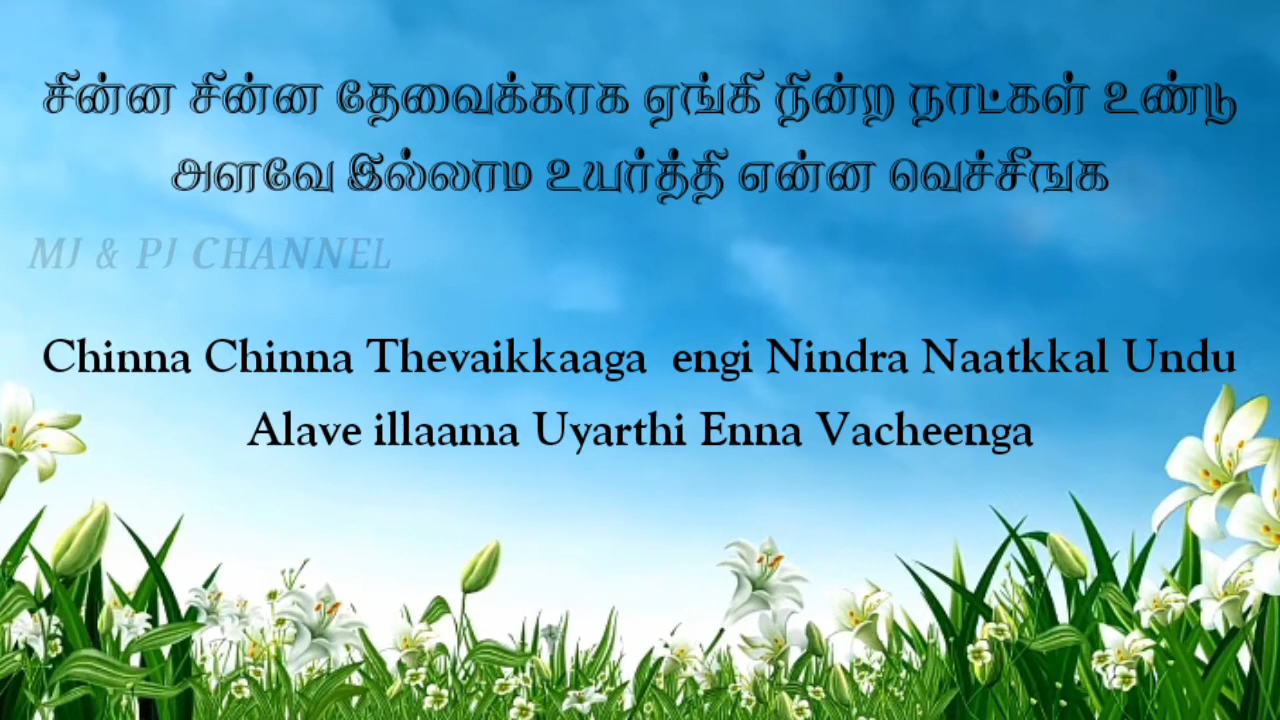 சின்ன சின்ன தேவைக்காக ஏங்கி நின்ற நாட்கள் உண்டூ
அளவே இல்லாம உயர்த்தி என்ன வெச்சீஙக
MJ & PJ CHANNEL
Chinna Chinna Thevaikkaaga engi Nindra Naatkkal Undu
Alave illaama Uyarthi Enna Vacheenga